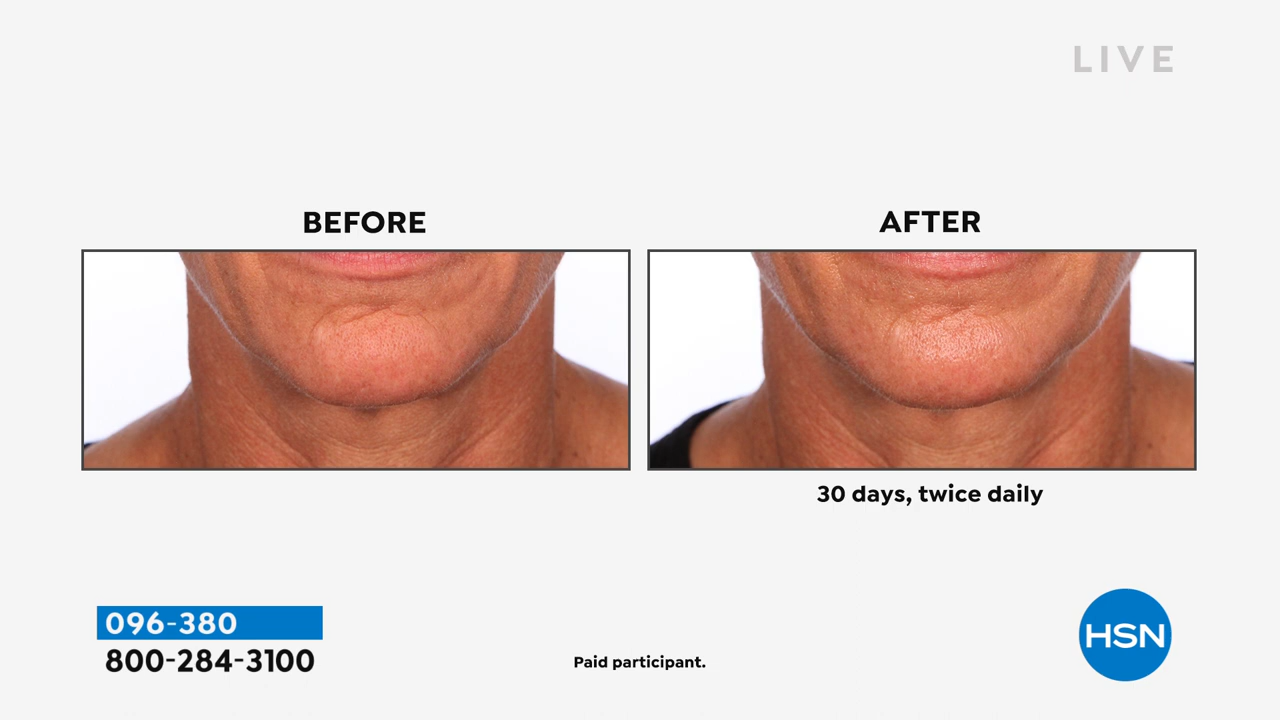 LIVE
BEFORE
AFTER
30 days, twice daily
096-380
800-284-3100
Paid participant.
HSN